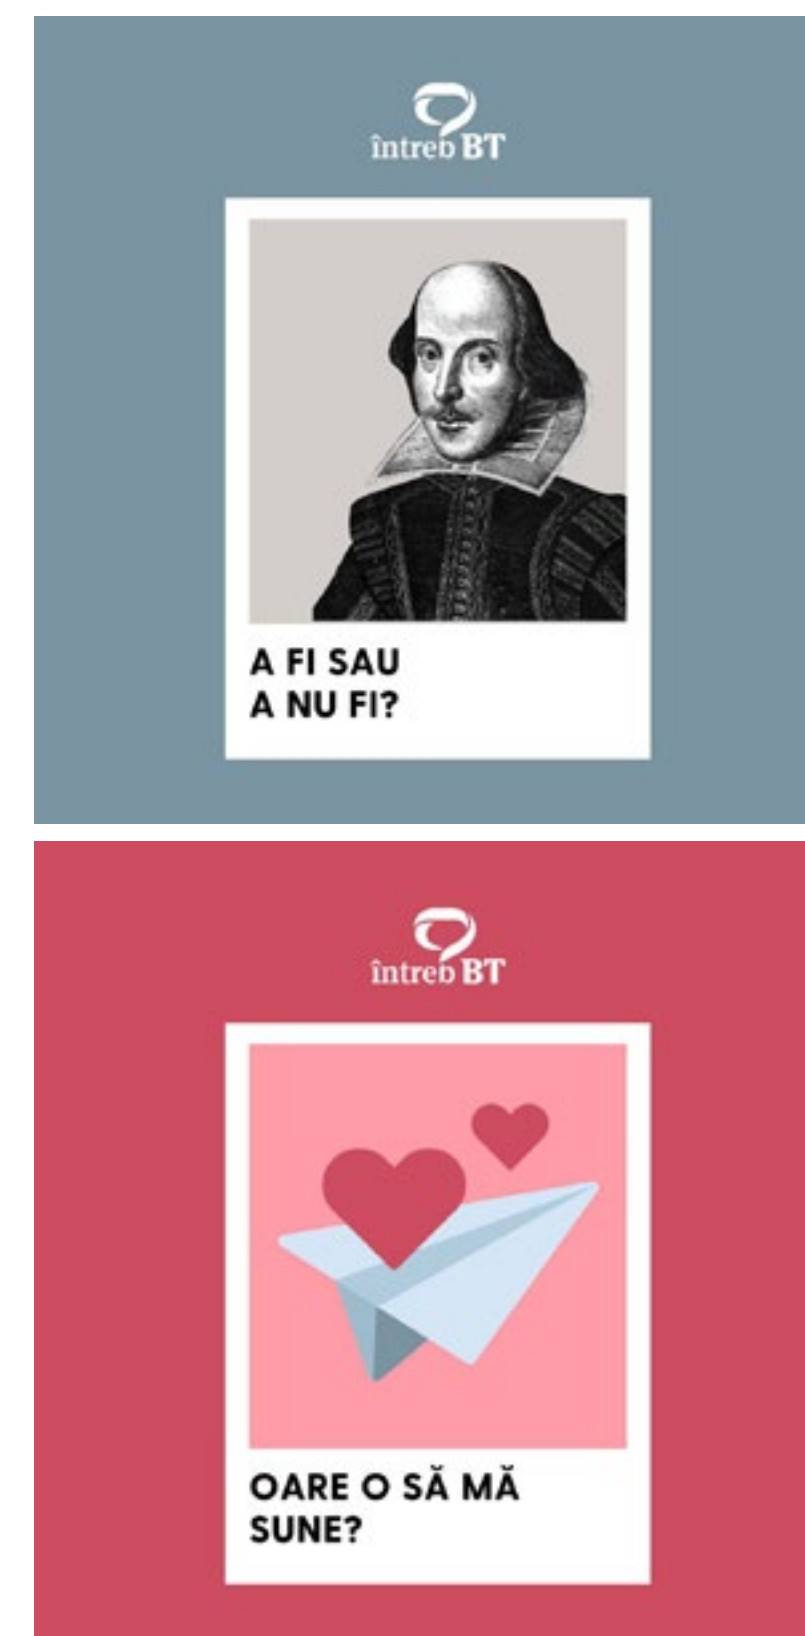 întreb BT
A FI SAU
A NU FI?
întreb BT
OARE O SĂ MĂ
SUNE?